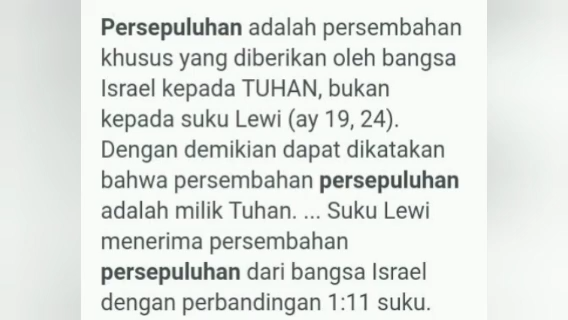 Persepuluhan adalah persembahan
khusus yang diberikan oleh bangsa
Israel kepada TUHAN, bukan
kepada suku Lewi (ay 19, 24).
Dengan demikian dapat dikatakan
bahwa persembahan persepuluhan
adalah milik Tuhan. ... Suku Lewi
menerima persembahan
persepuluhan dari bangsa Israel
dengan perbandingan 1:11 suku.